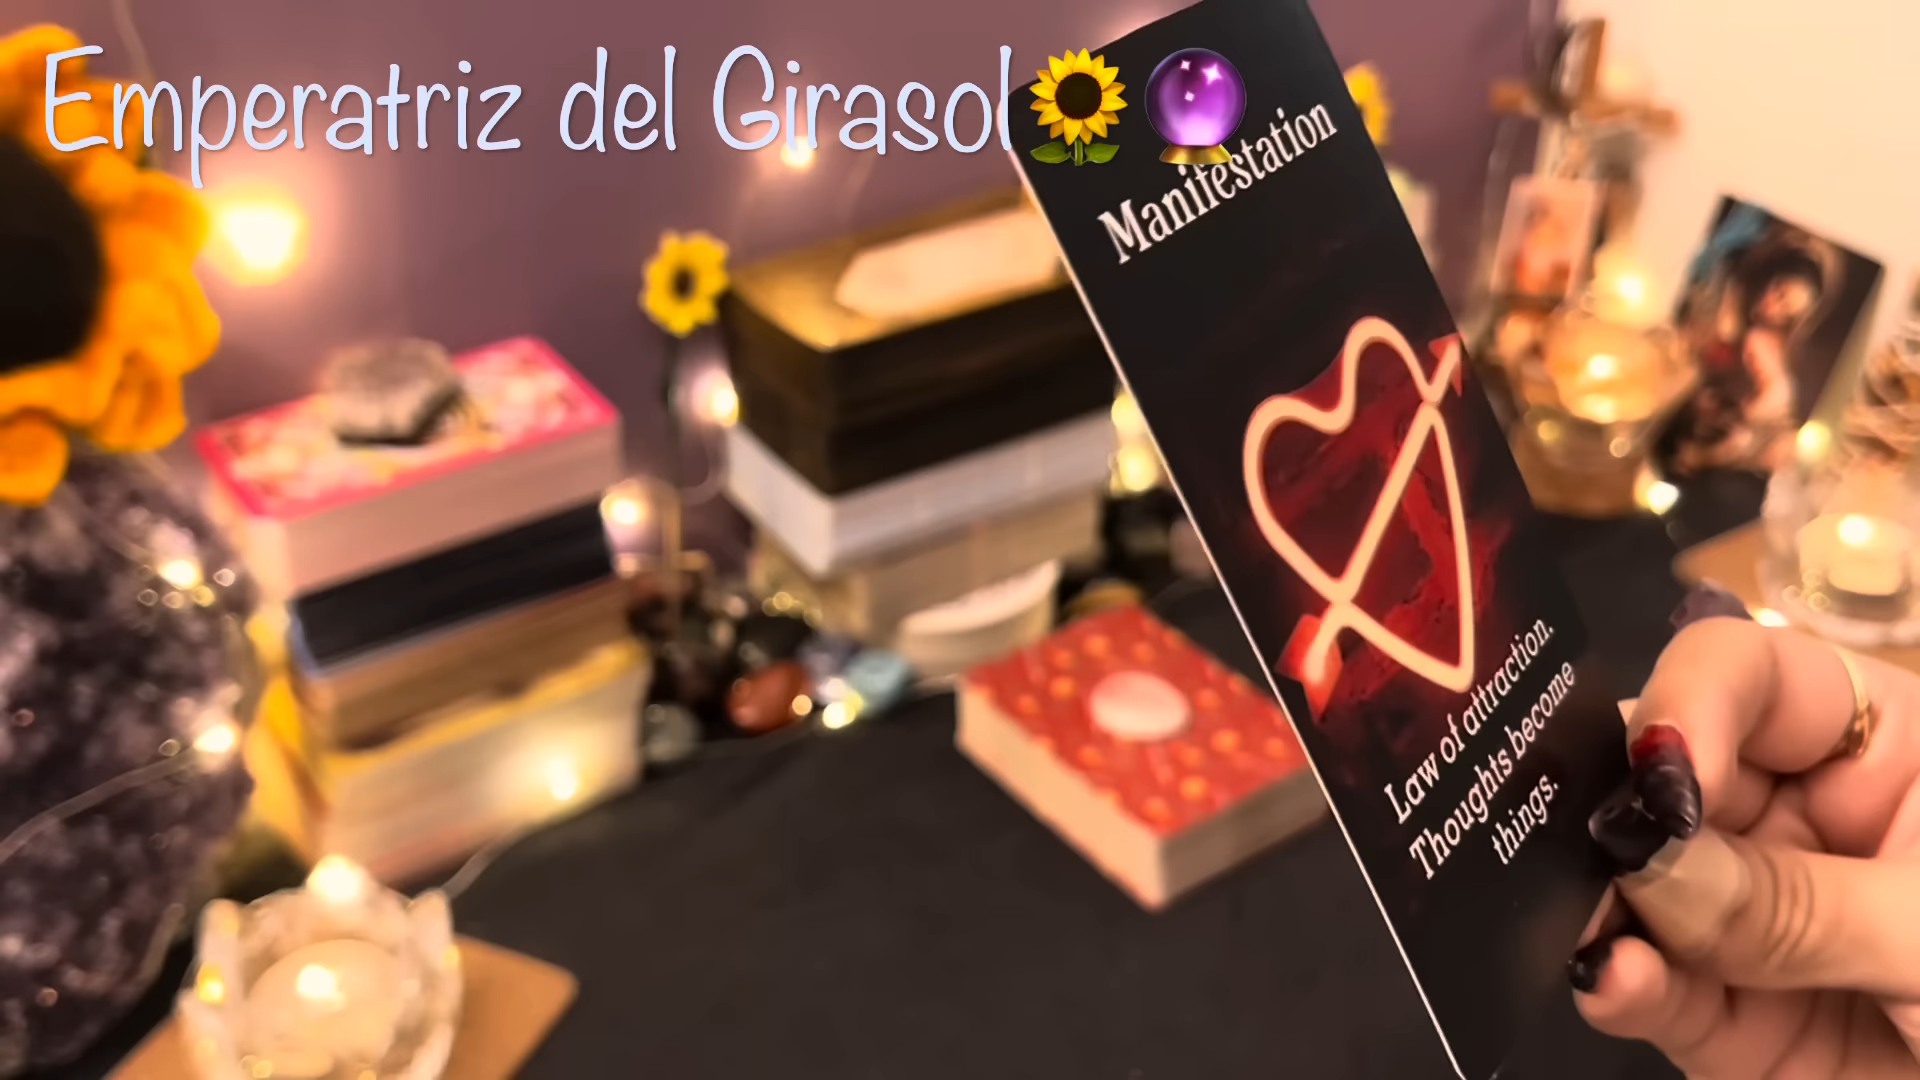 Emperatriz del Girasol🌻🔮
Manifestation
Law of attraction.
Thoughts become
things.